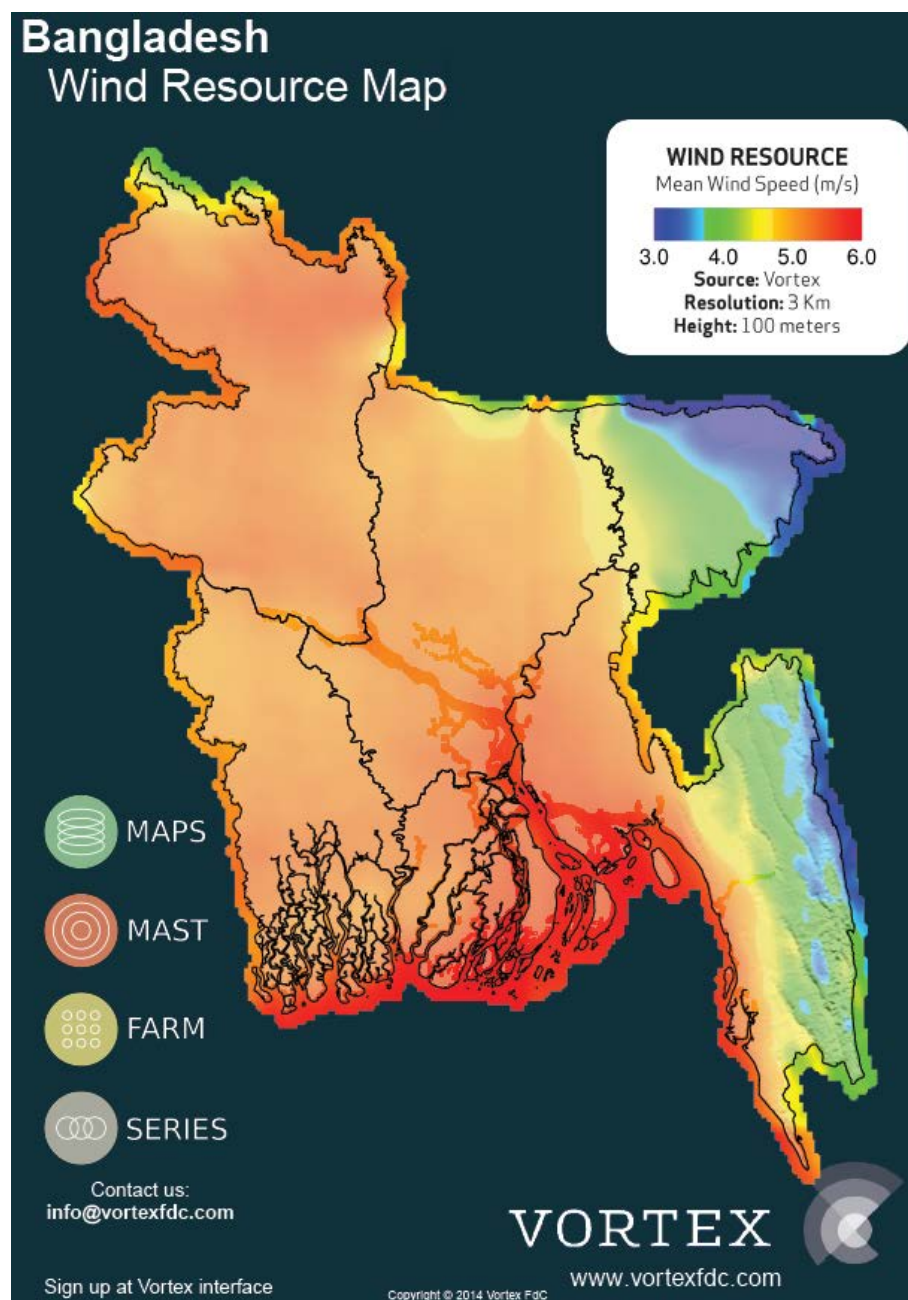 Bangladesh
Wind Resource Map
WIND RESOURCE
Mean Wind Speed (m/s)
3.0 4.0 5.0 6.0
Source: Vortex
Resolution: 3 Km
Height: 100 meters
MAPS
MAST
FARM
SERIES
Contact us:
info@vortexfdc.com
VORTEX
www.vortexfdc.com
Sign up at Vortex interface
Copyright © 2014 Vortex FdC